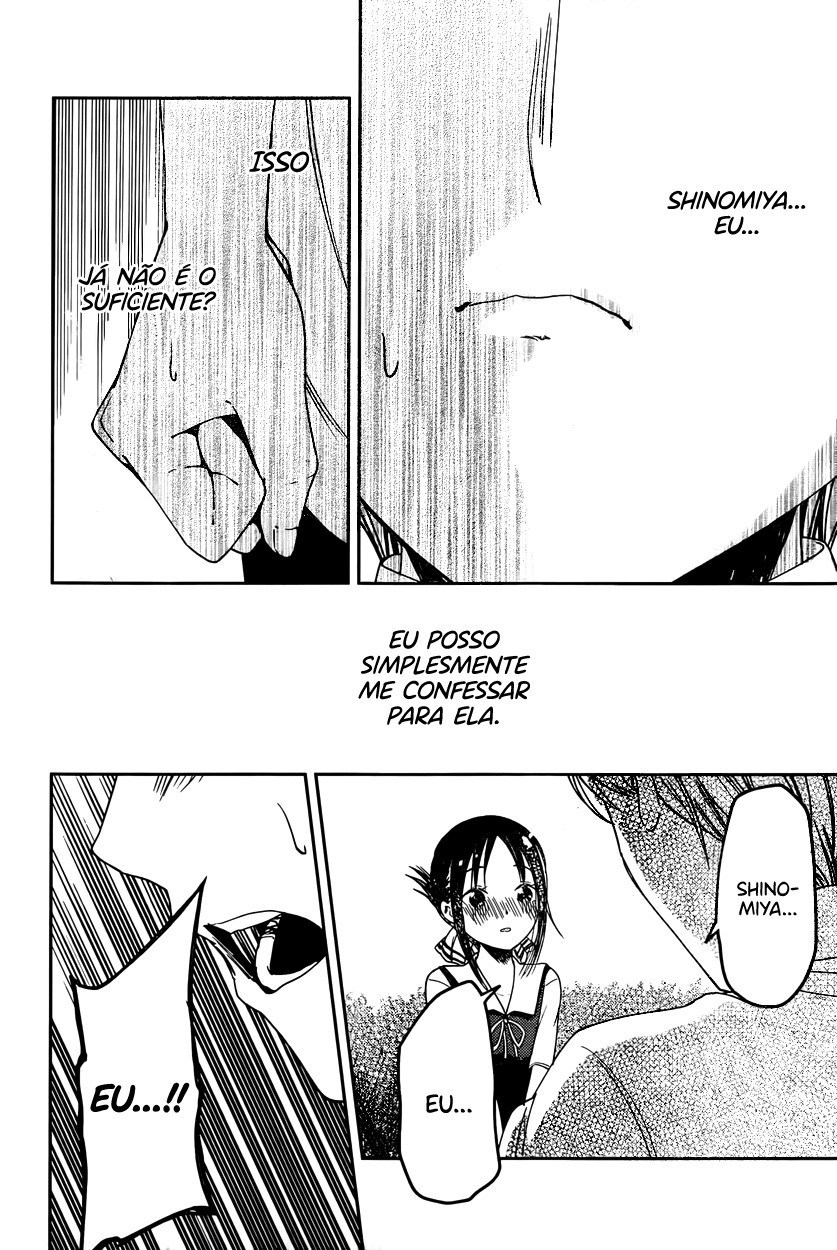 SHINOMIYA...
EU...
ISSO
JÁ NÃO É O
SUFICIENTE?
EU POSSO
SIMPLESMENTE
ME CONFESSAR
PARA ELA.
SHINO-
MIYA...
EU...
EU...!!